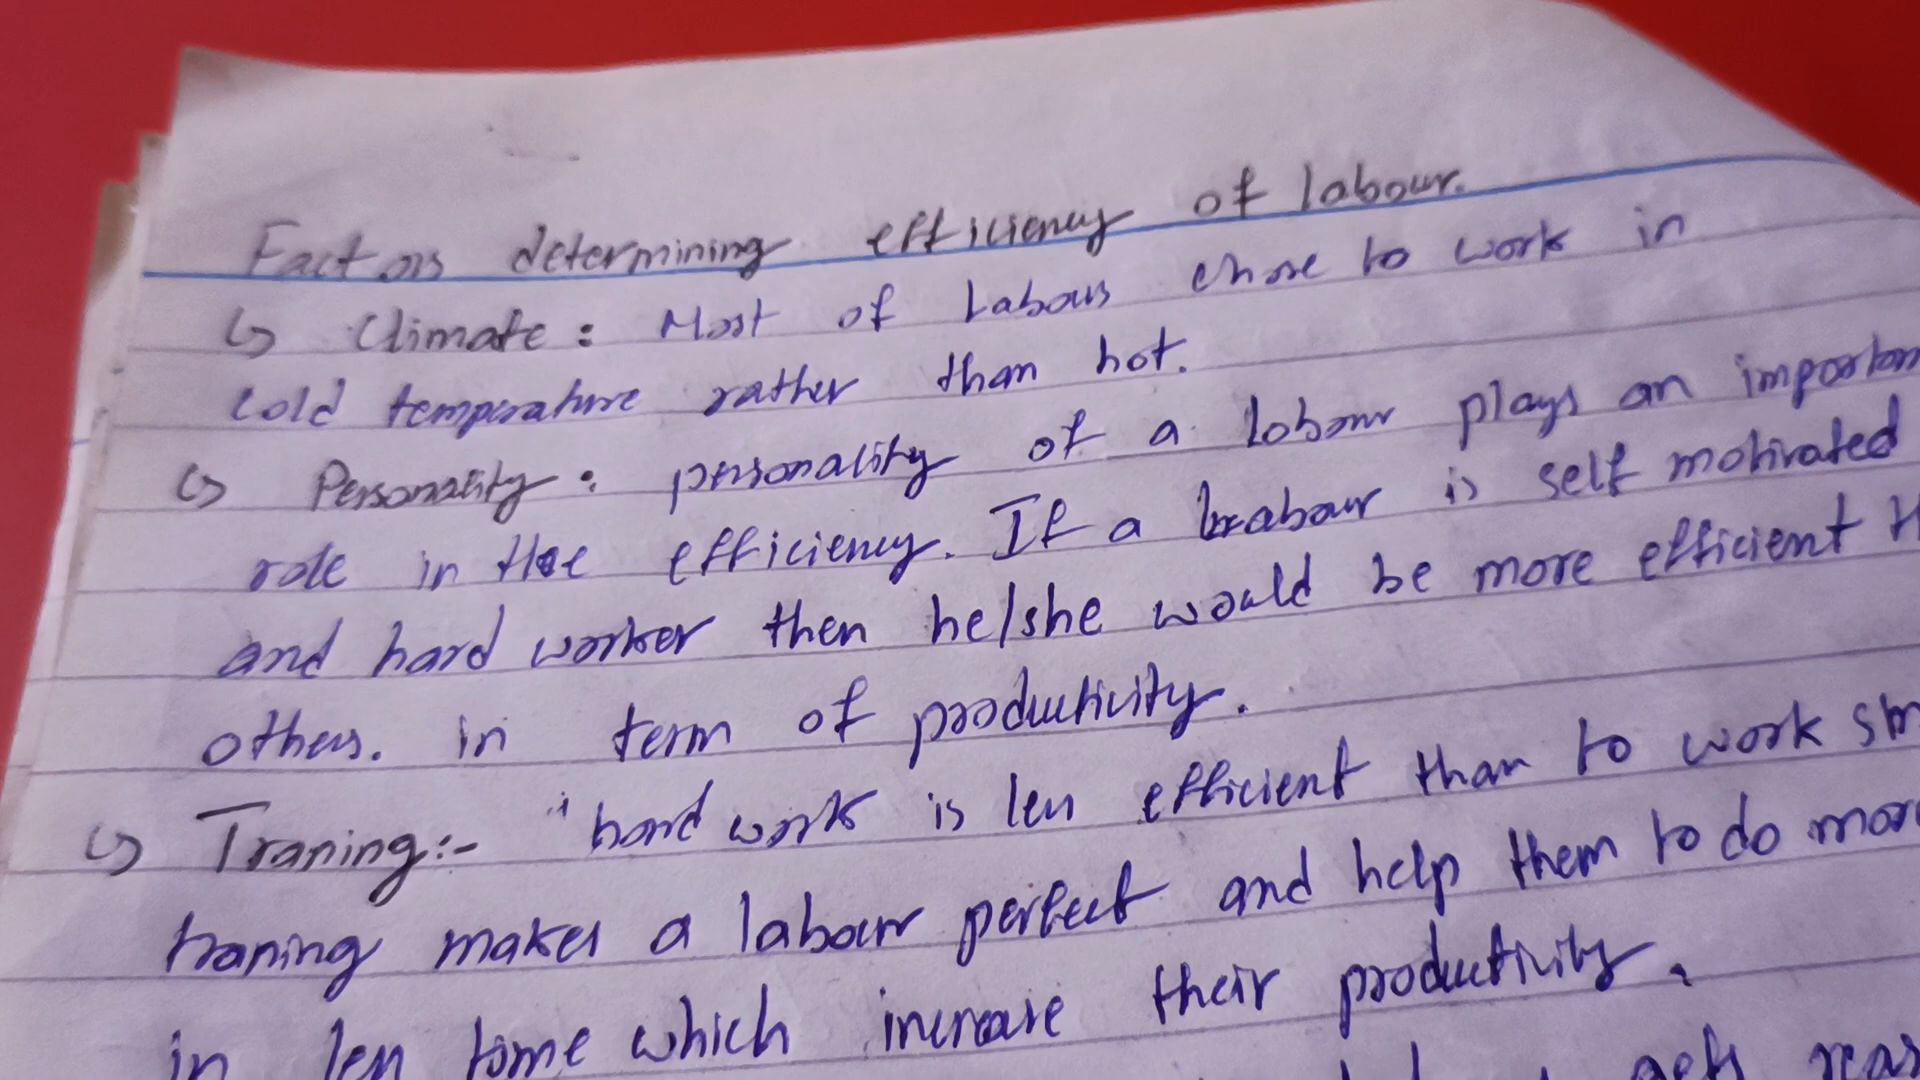 Factors determining efficiency of labour.
↳ Climate: Most of Labours chose to work in
cold temperature rather than hot.
↳ Personality: personality of a labour plays an importan
role in the efficiency. If a labour is self motivated
and hard worker then he/she would be more efficient th
others. in term of productivity.
↳ Traning:- "hard work is less efficient than to work sm
traning makes a labour perfect and help them to do more
in less time which increase their productivity.
gets